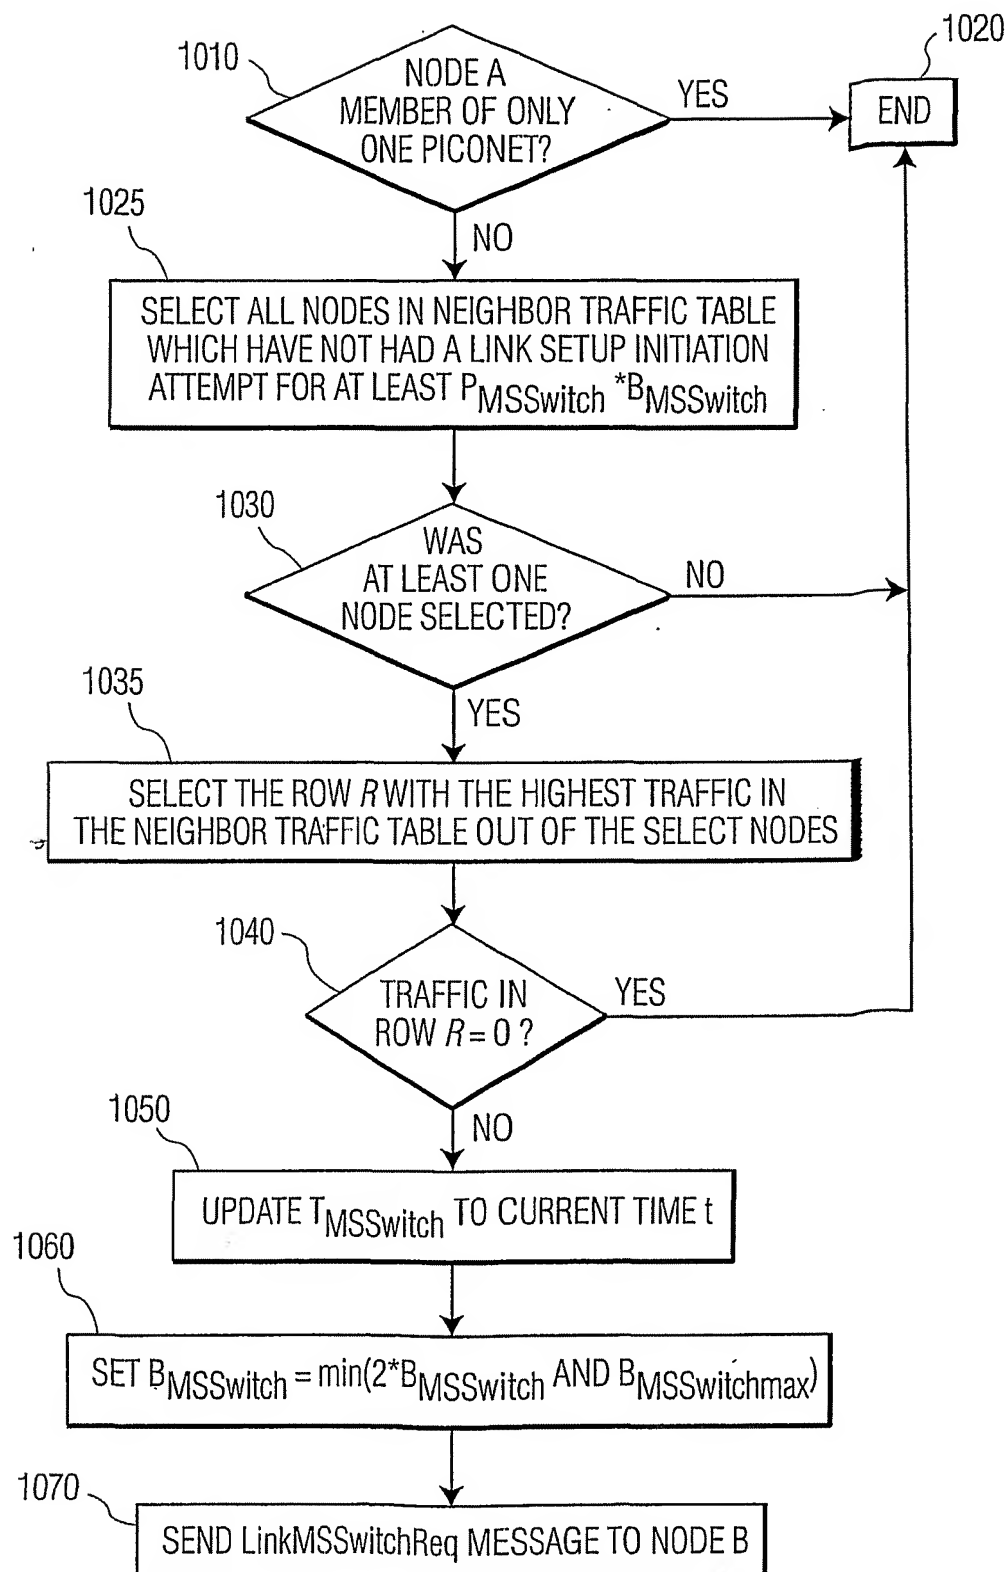 1010
NODE A
MEMBER OF ONLY
ONE PICONET?
YES
1020
END
NO
1025
SELECT ALL NODES IN NEIGHBOR TRAFFIC TABLE
WHICH HAVE NOT HAD A LINK SETUP INITIATION
ATTEMPT FOR AT LEAST PMSSwitch *BMSSwitch
1030
WAS
AT LEAST ONE
NODE SELECTED?
NO
YES
1035
SELECT THE ROW R WITH THE HIGHEST TRAFFIC IN
THE NEIGHBOR TRAFFIC TABLE OUT OF THE SELECT NODES
1040
TRAFFIC IN
ROW R = 0 ?
YES
NO
1050
UPDATE TMSSwitch TO CURRENT TIME t
1060
SET BMSSwitch = min(2*BMSSwitch AND BMSSwitchmax)
1070
SEND LinkMSSwitchReq MESSAGE TO NODE B